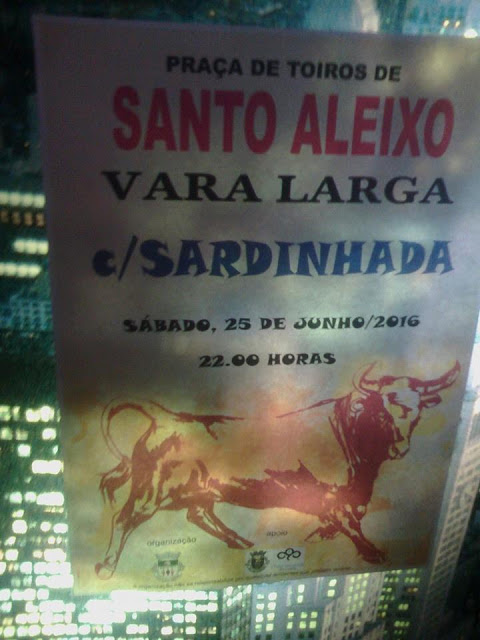 PRAÇA DE TOIROS DE
SANTO ALEIXO
VARA LARGA
c/SARDINHADA
SÁBADO, 25 DE JUNHO/2016
22.00 HORAS
organização
apoio